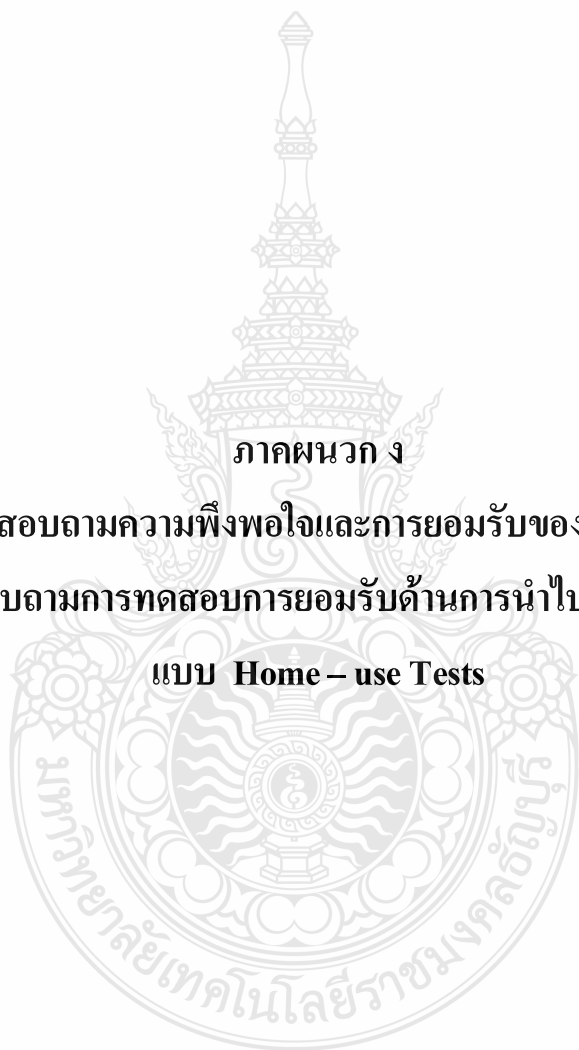 ภาคผนวก ง
สอบถามความพึงพอใจและการยอมรับของ
บถามการทดสอบการยอมรับด้านการนำไป
แบบ Home – use Tests
มหาวิทยาลัยเทคโนโลยีราชมงคลธัญบุรี